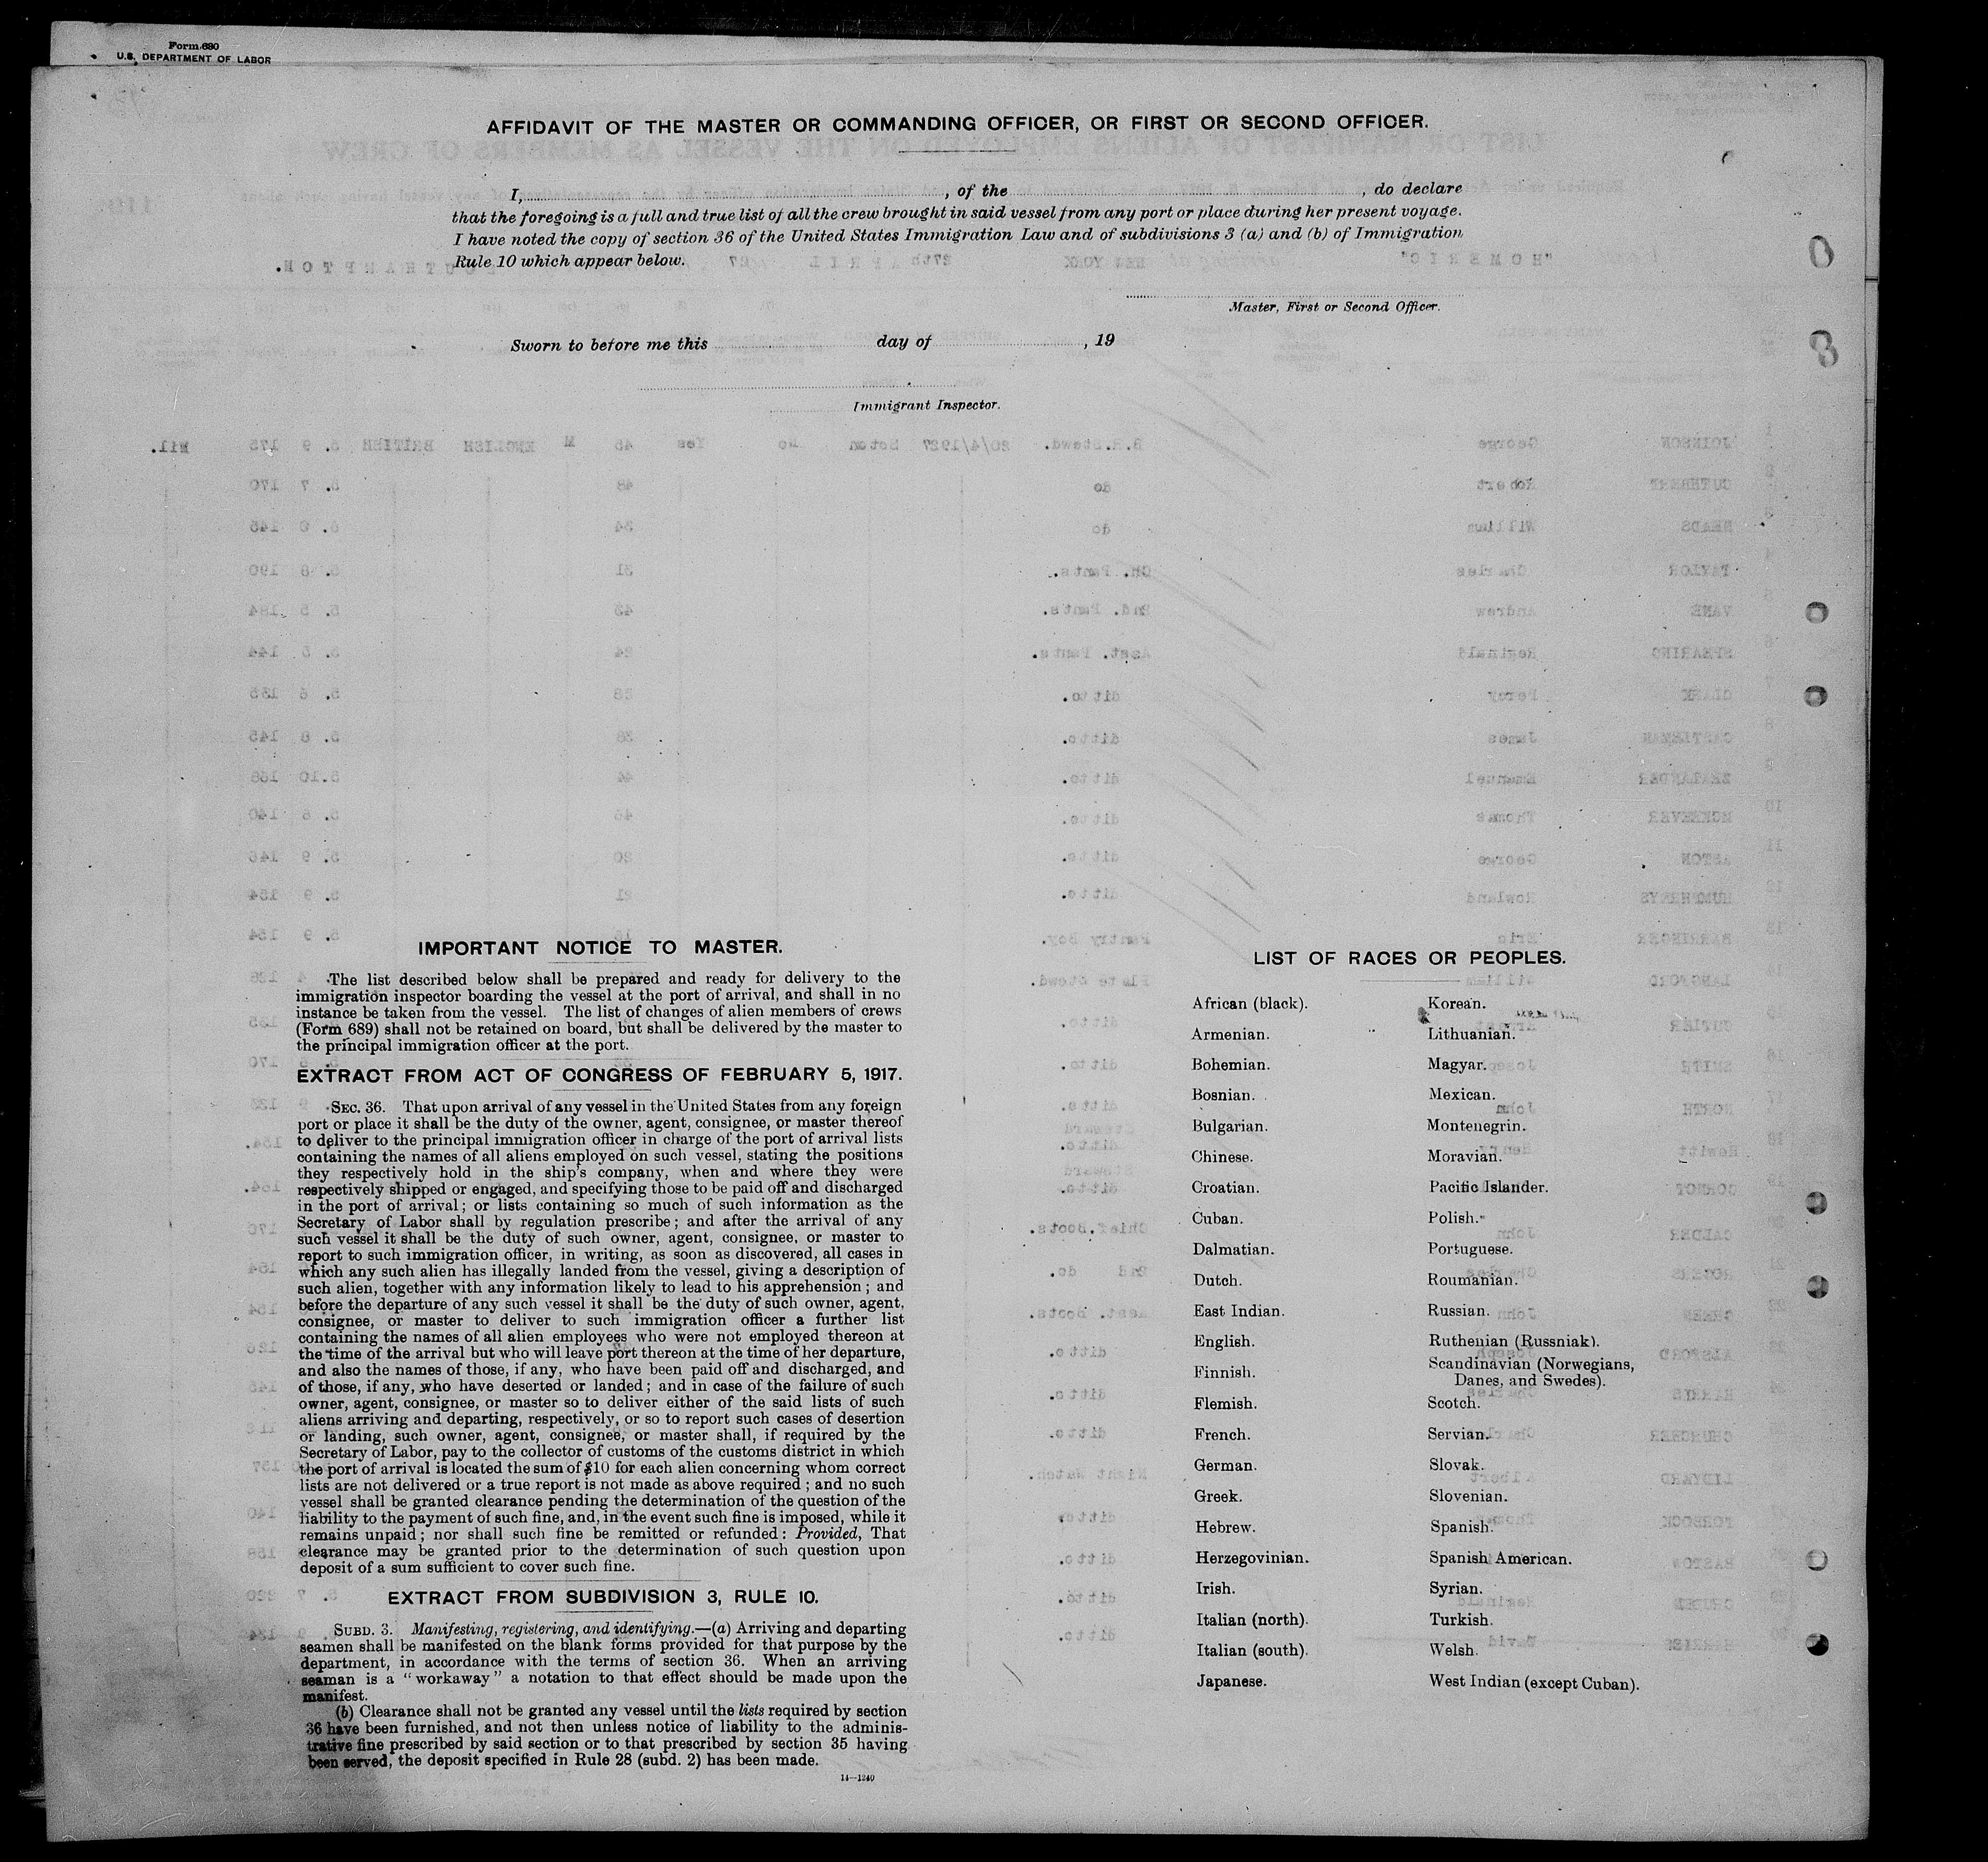 Form 680
U.S. DEPARTMENT OF LABOR
AFFIDAVIT OF THE MASTER OR COMMANDING OFFICER, OR FIRST OR SECOND OFFICER.
I, , of the , do declare
that the foregoing is a full and true list of all the crew brought in said vessel from any port or place during her present voyage.
I have noted the copy of section 36 of the United States Immigration Law and of subdivisions 3 (a) and (b) of Immigration
Rule 10 which appear below.
Master, First or Second Officer.
Sworn to before me this day of , 19
Immigrant Inspector.
IMPORTANT NOTICE TO MASTER.
The list described below shall be prepared and ready for delivery to the
immigration inspector boarding the vessel at the port of arrival, and shall in no
instance be taken from the vessel. The list of changes of alien members of crews
(Form 689) shall not be retained on board, but shall be delivered by the master to
the principal immigration officer at the port.
EXTRACT FROM ACT OF CONGRESS OF FEBRUARY 5, 1917.
SEC. 36. That upon arrival of any vessel in the United States from any foreign
port or place it shall be the duty of the owner, agent, consignee, or master thereof
to deliver to the principal immigration officer in charge of the port of arrival lists
containing the names of all aliens employed on such vessel, stating the positions
they respectively hold in the ship's company, when and where they were
respectively shipped or engaged, and specifying those to be paid off and discharged
in the port of arrival; or lists containing so much of such information as the
Secretary of Labor shall by regulation prescribe; and after the arrival of any
such vessel it shall be the duty of such owner, agent, consignee, or master to
report to such immigration officer, in writing, as soon as discovered, all cases in
which any such alien has illegally landed from the vessel, giving a description of
such alien, together with any information likely to lead to his apprehension; and
before the departure of any such vessel it shall be the duty of such owner, agent,
consignee, or master to deliver to such immigration officer a further list
containing the names of all alien employees who were not employed thereon at
the time of the arrival but who will leave port thereon at the time of her departure,
and also the names of those, if any, who have been paid off and discharged, and
of those, if any, who have deserted or landed; and in case of the failure of such
owner, agent, consignee, or master so to deliver either of the said lists of such
aliens arriving and departing, respectively, or so to report such cases of desertion
or landing, such owner, agent, consignee, or master shall, if required by the
Secretary of Labor, pay to the collector of customs of the customs district in which
the port of arrival is located the sum of $10 for each alien concerning whom correct
lists are not delivered or a true report is not made as above required; and no such
vessel shall be granted clearance pending the determination of the question of the
liability to the payment of such fine, and, in the event such fine is imposed, while it
remains unpaid; nor shall such fine be remitted or refunded: Provided, That
clearance may be granted prior to the determination of such question upon
deposit of a sum sufficient to cover such fine.
EXTRACT FROM SUBDIVISION 3, RULE 10.
SUBD. 3. Manifesting, registering, and identifying.—(a) Arriving and departing
seamen shall be manifested on the blank forms provided for that purpose by the
department, in accordance with the terms of section 36. When an arriving
seaman is a "workaway" a notation to that effect should be made upon the
manifest.
(b) Clearance shall not be granted any vessel until the lists required by section
36 have been furnished, and not then unless notice of liability to the adminis-
trative fine prescribed by said section or to that prescribed by section 35 having
been served, the deposit specified in Rule 28 (subd. 2) has been made.
14—1240
LIST OF RACES OR PEOPLES.
African (black).
Armenian.
Bohemian.
Bosnian.
Bulgarian.
Chinese.
Croatian.
Cuban.
Dalmatian.
Dutch.
East Indian.
English.
Finnish.
Flemish.
French.
German.
Greek.
Hebrew.
Herzegovinian.
Irish.
Italian (north).
Italian (south).
Japanese.
Korean.
Lithuanian.
Magyar.
Mexican.
Montenegrin.
Moravian.
Pacific Islander.
Polish.
Portuguese.
Roumanian.
Russian.
Ruthenian (Russniak).
Scandinavian (Norwegians,
Danes, and Swedes).
Scotch.
Servian.
Slovak.
Slovenian.
Spanish.
Spanish American.
Syrian.
Turkish.
Welsh.
West Indian (except Cuban).